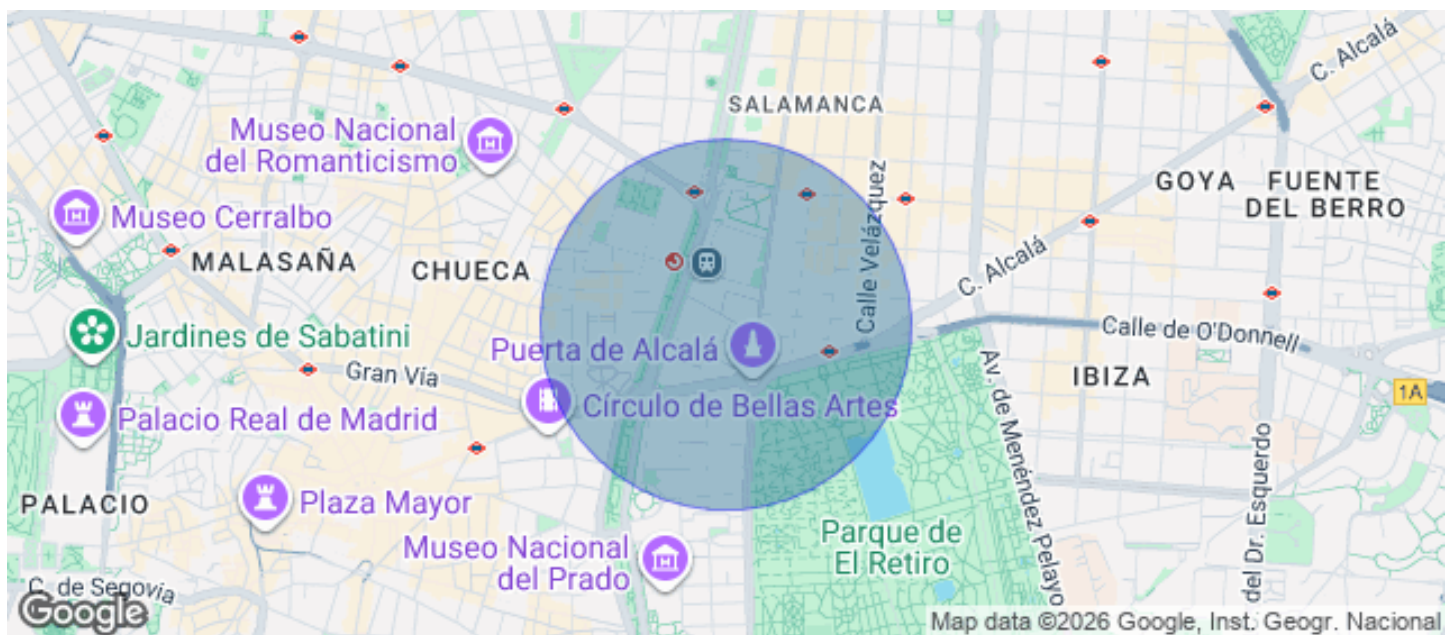 SALAMANCA
C. Alcalá
Museo Nacional
del Romanticismo
Calle Velázquez
GOYA
FUENTE
DEL BERRO
Museo Cerralbo
MALASAÑA
CHUECA
C. Alcalá
Jardines de Sabatini
Puerta de Alcalá
Calle de O'Donnell
Gran Vía
IBIZA
1A
Palacio Real de Madrid
Círculo de Bellas Artes
Av. de Menéndez Pelayo
PALACIO
Plaza Mayor
Museo Nacional
del Prado
Parque de
El Retiro
del Dr. Esquerdo
C. de Segovia
Google
Map data ©2026 Google, Inst. Geogr. Nacional